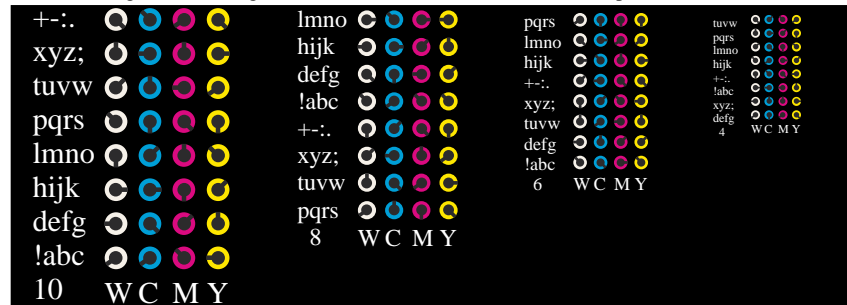 +-:.
xyz;
tuvw
pqrs
lmno
hijk
defg
!abc
10 W C M Y
lmno
hijk
defg
!abc
+-:.
xyz;
tuvw
pqrs
8 W C M Y
pqrs
lmno
hijk
+-:.
xyz;
tuvw
defg
!abc
6 W C M Y
tuvw
pqrs
lmno
hijk
+-:.
!abc
xyz;
defg
4 W C M Y